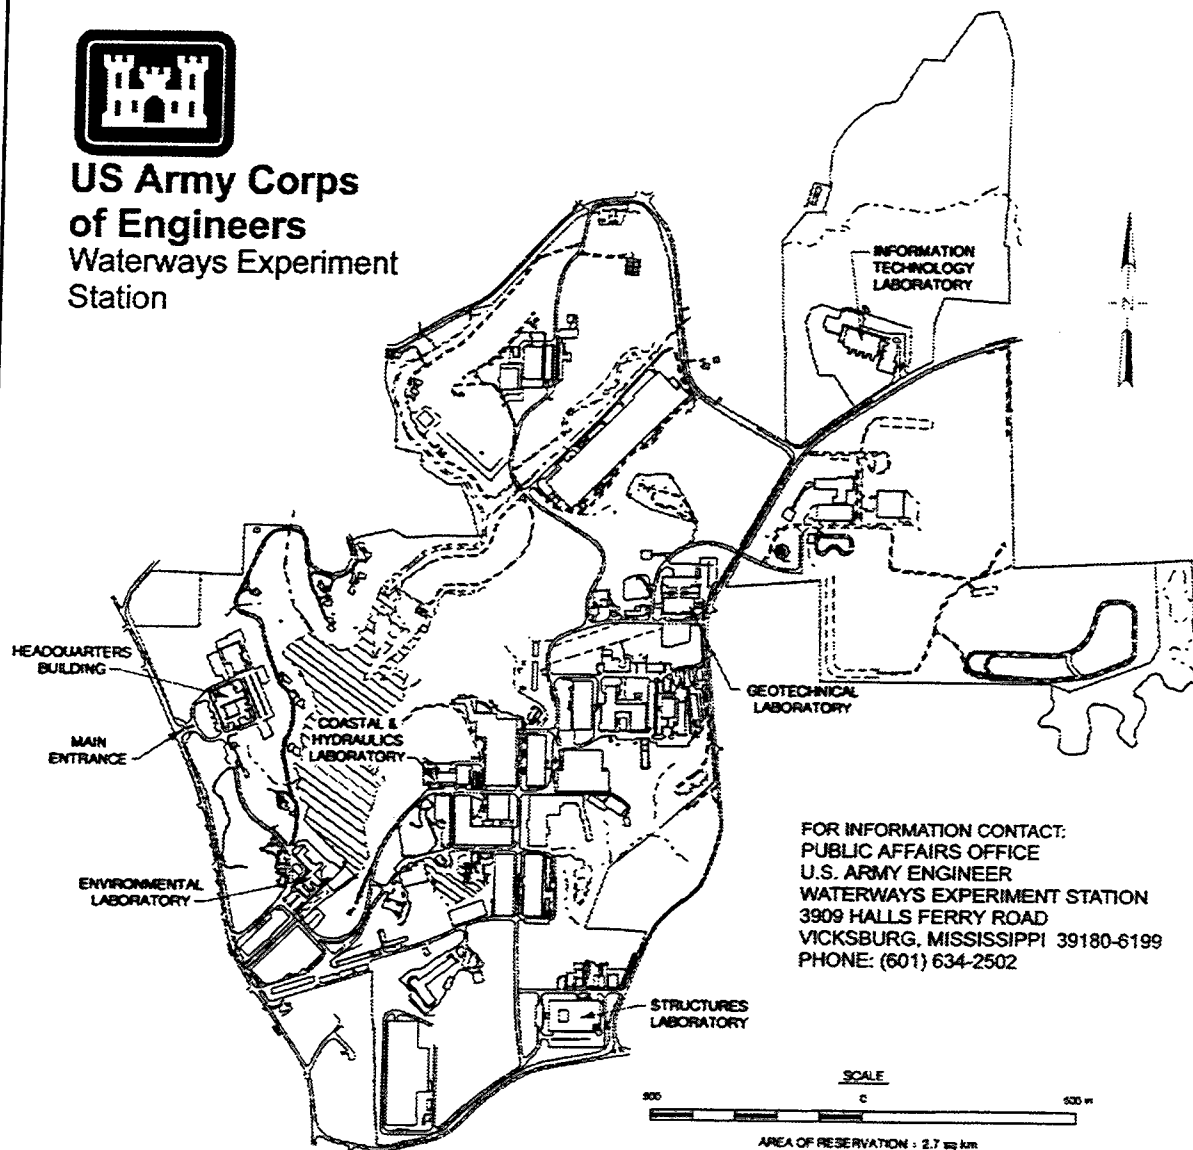 US Army Corps
of Engineers
Waterways Experiment
Station
INFORMATION
TECHNOLOGY
LABORATORY
N
HEADQUARTERS
BUILDING
MAIN
ENTRANCE
COASTAL &
HYDRAULICS
LABORATORY
GEOTECHNICAL
LABORATORY
ENVIRONMENTAL
LABORATORY
STRUCTURES
LABORATORY
FOR INFORMATION CONTACT:
PUBLIC AFFAIRS OFFICE
U.S. ARMY ENGINEER
WATERWAYS EXPERIMENT STATION
3909 HALLS FERRY ROAD
VICKSBURG, MISSISSIPPI 39180-6199
PHONE: (601) 634-2502
SCALE
AREA OF RESERVATION : 2.7 sq km